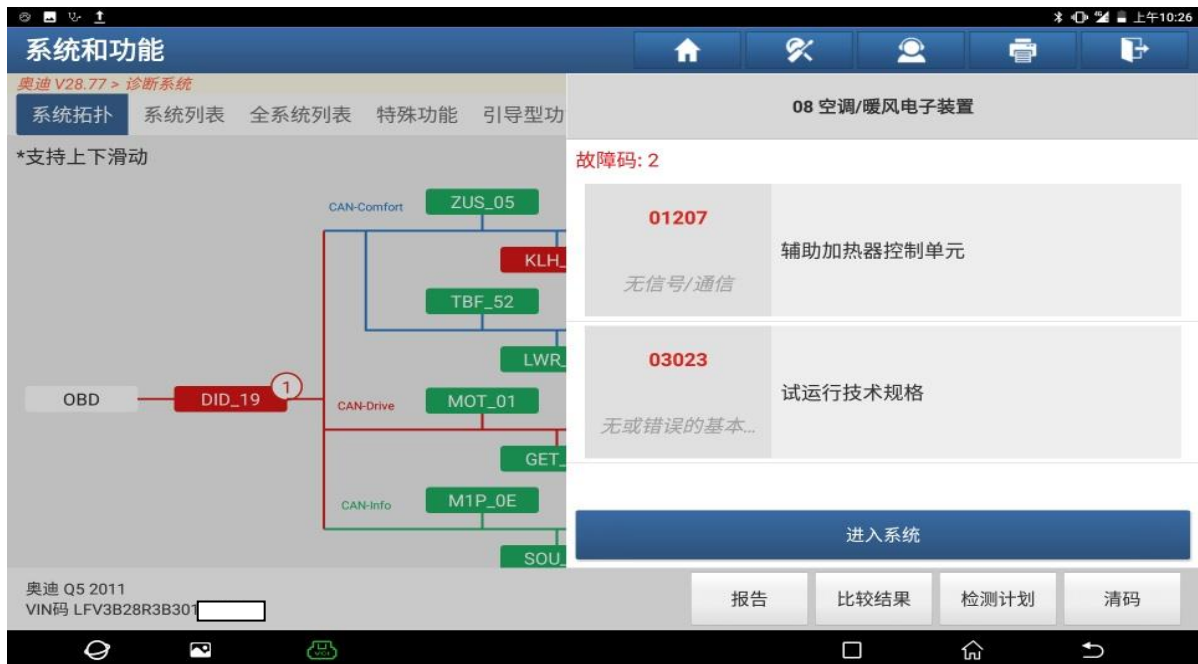 上午10:26
系统和功能
奥迪 V28.77 > 诊断系统
系统拓扑 系统列表 全系统列表 特殊功能 引导型功
*支持上下滑动
CAN-Comfort
ZUS_05
KLH_
TBF_52
LWR_
OBD
DID_19
1
CAN-Drive
MOT_01
GET_
CAN-Info
M1P_0E
SOU_
08 空调/暖风电子装置
故障码: 2
01207
无信号/通信
辅助加热器控制单元
03023
无或错误的基本...
试运行技术规格
进入系统
奥迪 Q5 2011
VIN码 LFV3B28R3B301
报告 比较结果 检测计划 清码